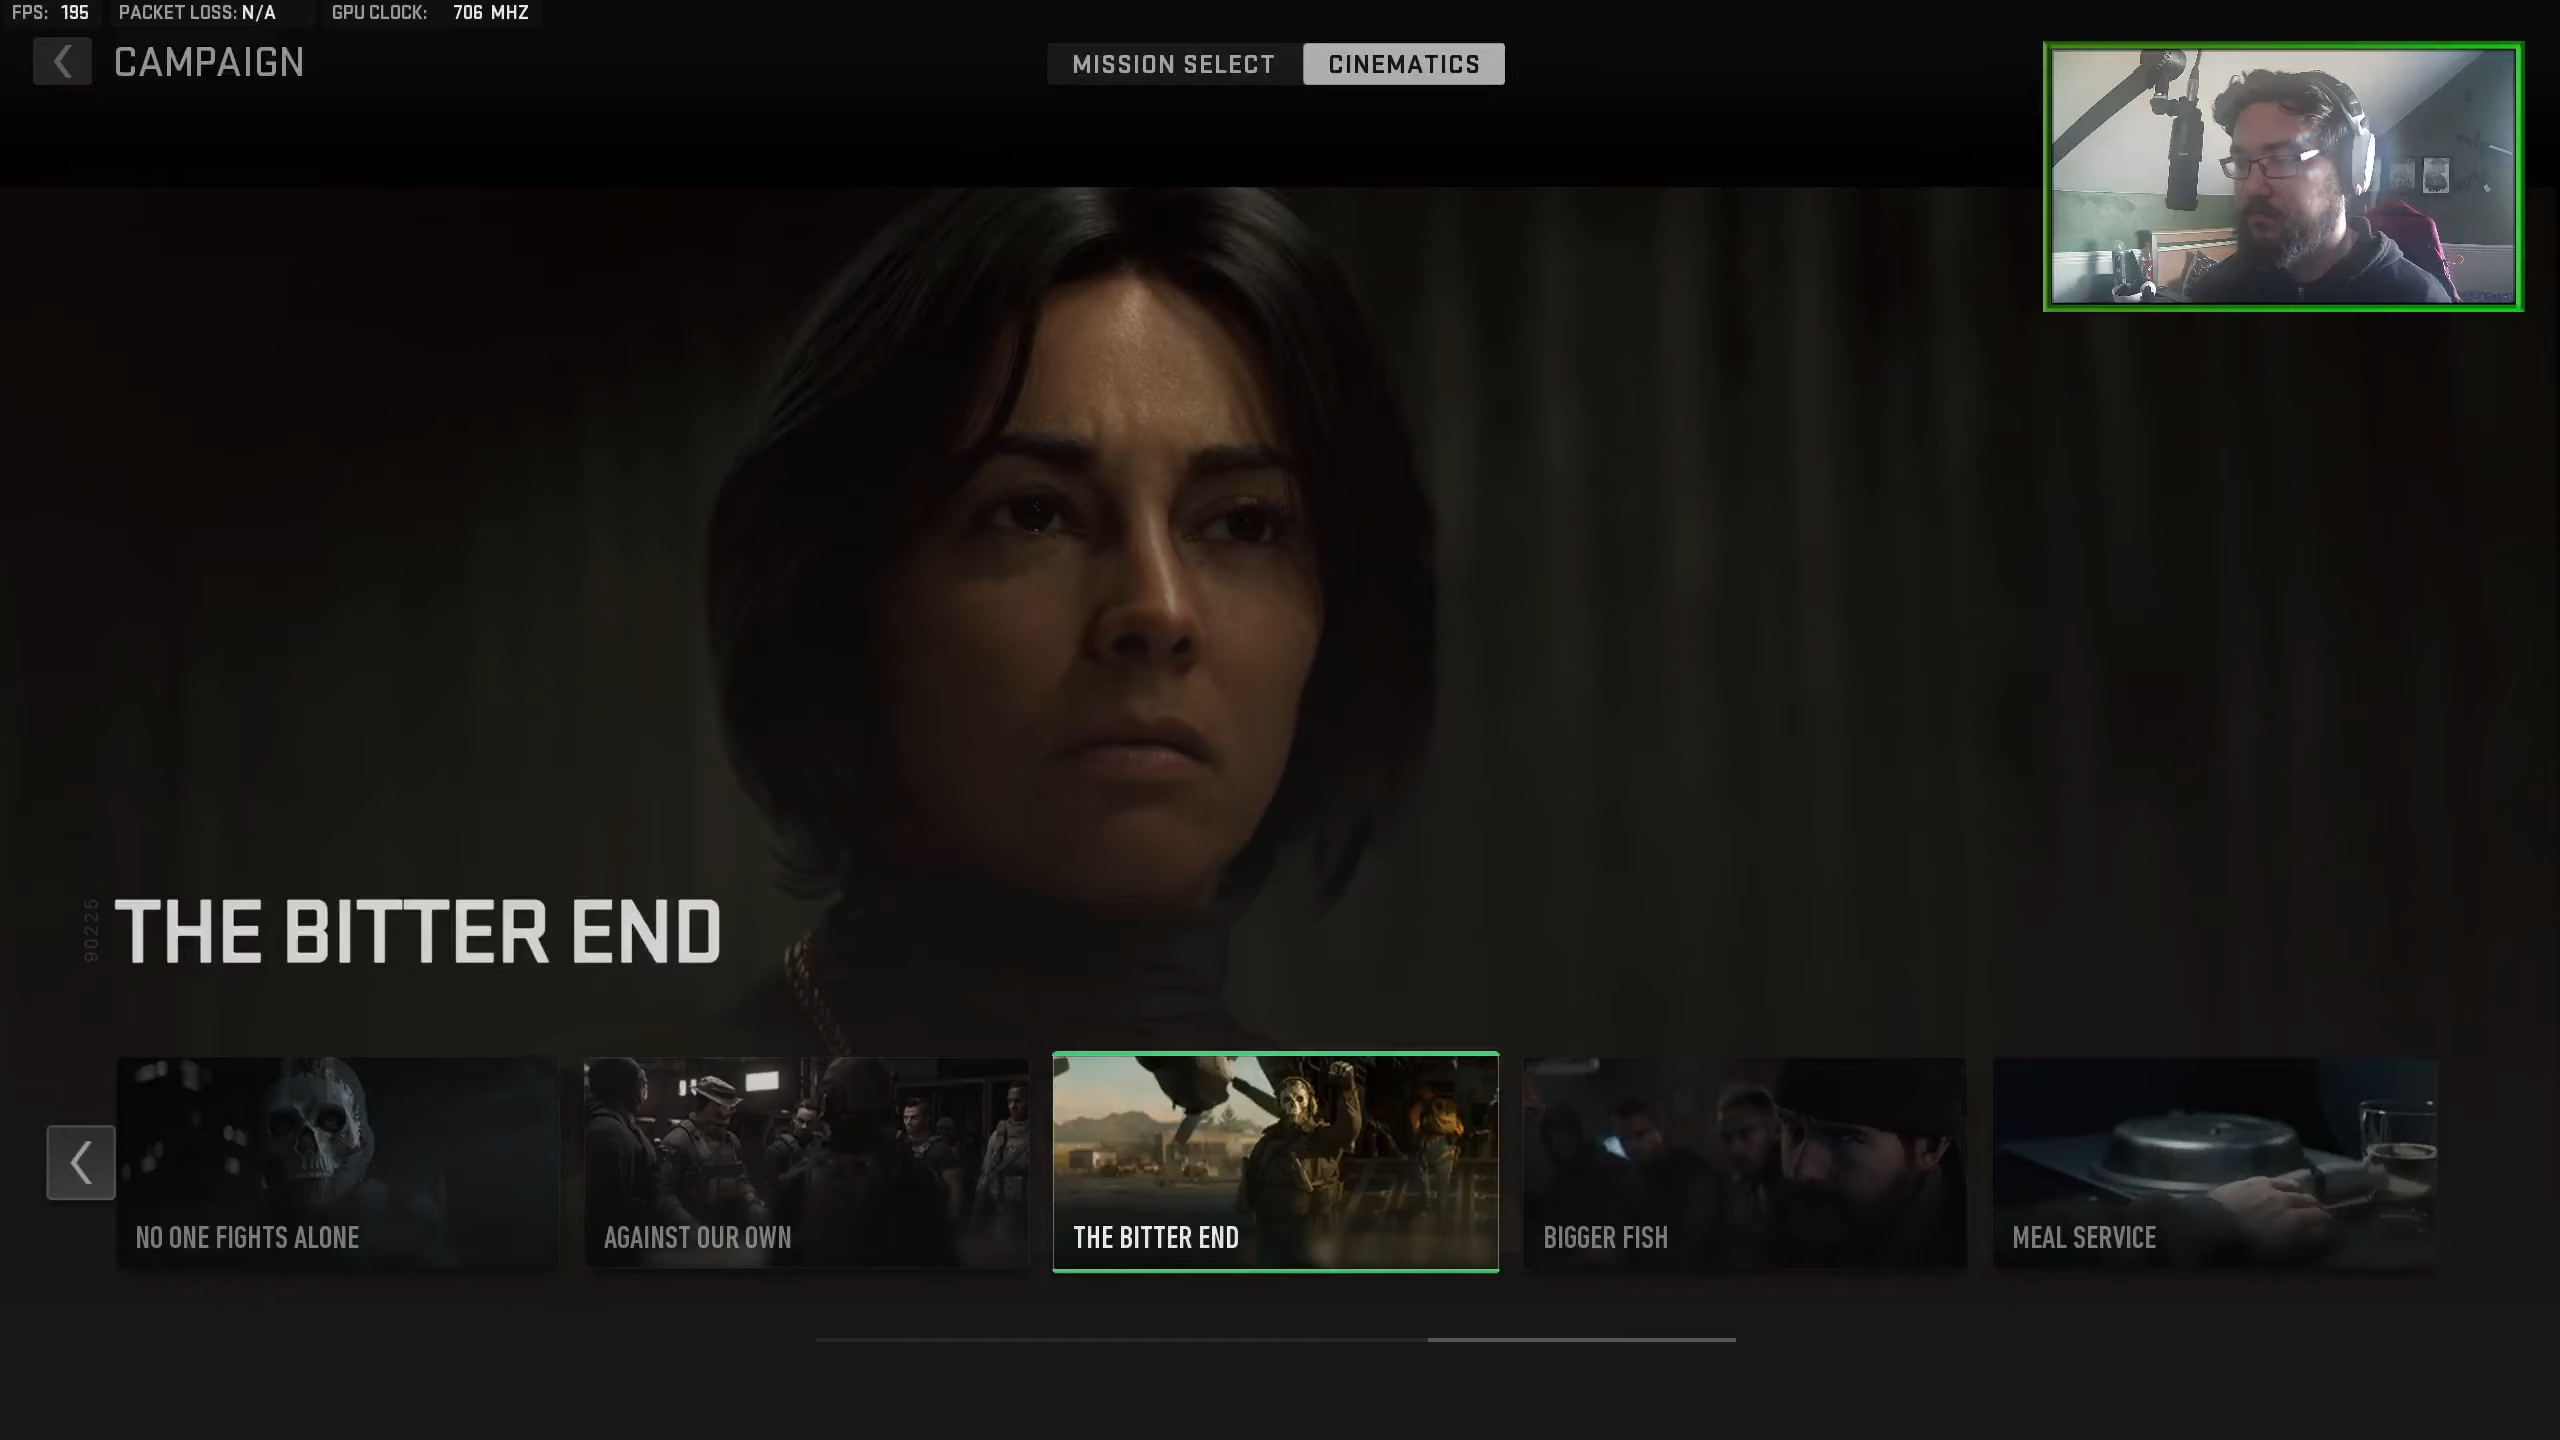 FPS: 195 PACKET LOSS: N/A GPU CLOCK: 706 MHZ
CAMPAIGN
MISSION SELECT
CINEMATICS
90225
THE BITTER END
NO ONE FIGHTS ALONE
AGAINST OUR OWN
THE BITTER END
BIGGER FISH
MEAL SERVICE